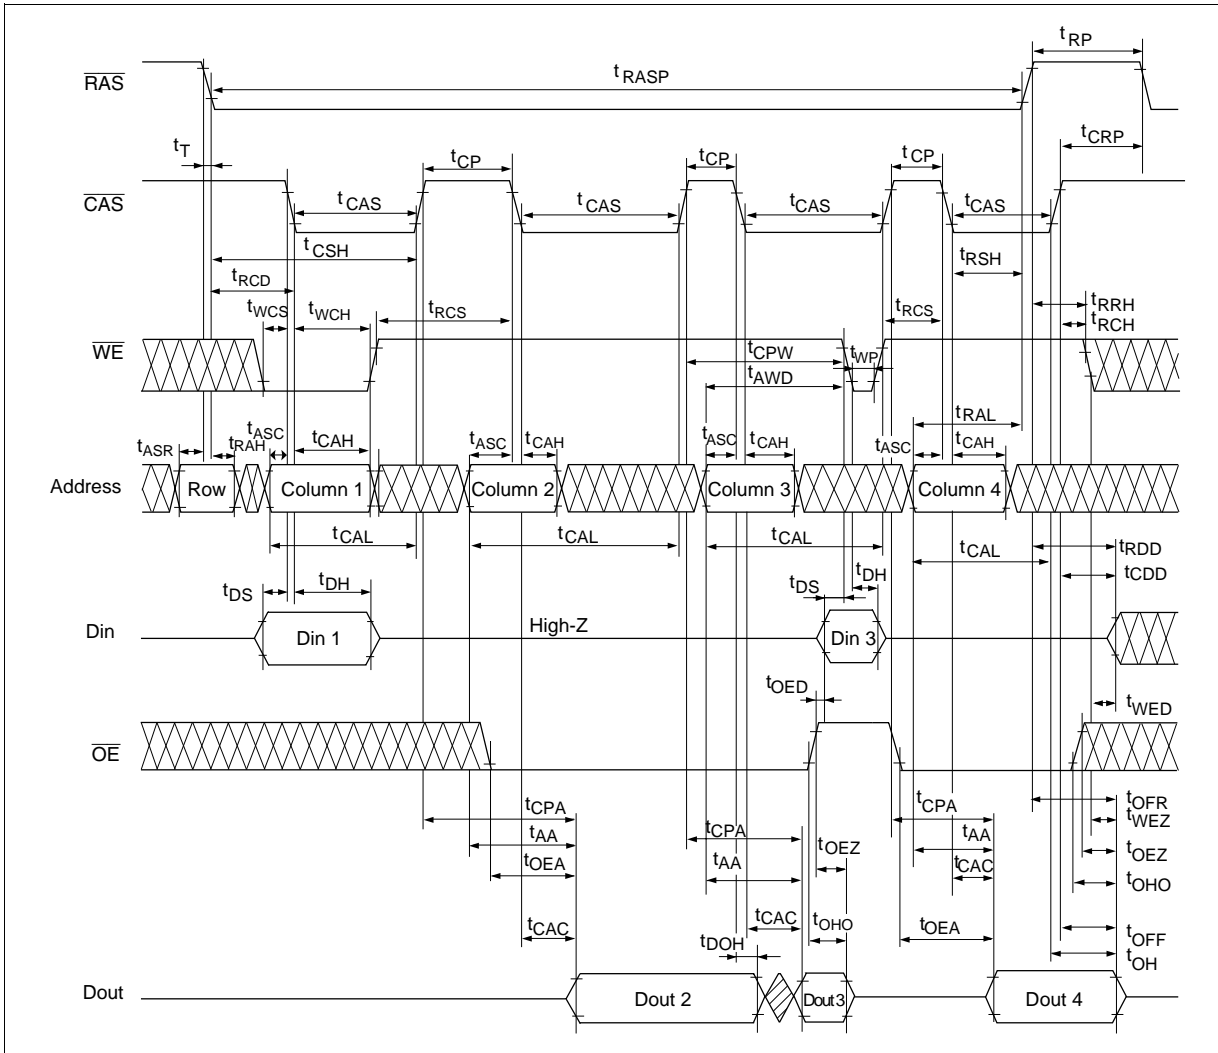 tRP
RAS
tRASP
tT
tCP
tCP
tCP
tCRP
CAS
tCAS
tCAS
tCAS
tCAS
tCSH
tRSH
tRCD
tWCS
tWCH
tRCS
tRCS
tRRH
tRCH
WE
tCPW
tWP
tAWD
tRAL
tASR
tRAH
tASC
tCAH
tASC
tCAH
tASC
tCAH
tASC
tCAH
Address
Row
Column 1
Column 2
Column 3
Column 4
tCAL
tCAL
tCAL
tCAL
tRDD
tCDD
tDS
tDH
tDS
tDH
Din
Din 1
High-Z
Din 3
tOED
tWED
OE
tCPA
tCPA
tCPA
tOFR
tWEZ
tAA
tAA
tAA
tOEZ
tOEZ
tOEA
tCAC
tOHO
tCAC
tDOH
tCAC
tOHO
tOEA
tOFF
tOH
Dout
Dout 2
Dout 3
Dout 4